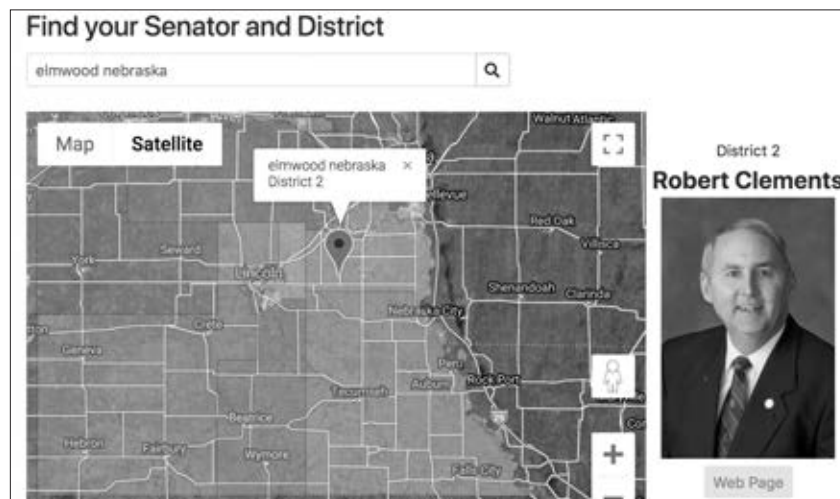 Find your Senator and District
elmwood nebraska
Map
Satellite
elmwood nebraska ×
District 2
Walnut Atlantic
Bellevue
Red Oak
Villisca
York
Seward
Lincoln
Shenandoah
Clarinda
Nebraska City
Crete
Geneva
Peru
Rock Port
Auburn
Tecumseh
Beatrice
Hebron
Fairbury
Wymore
Falls City
+
District 2
Robert Clements
Web Page